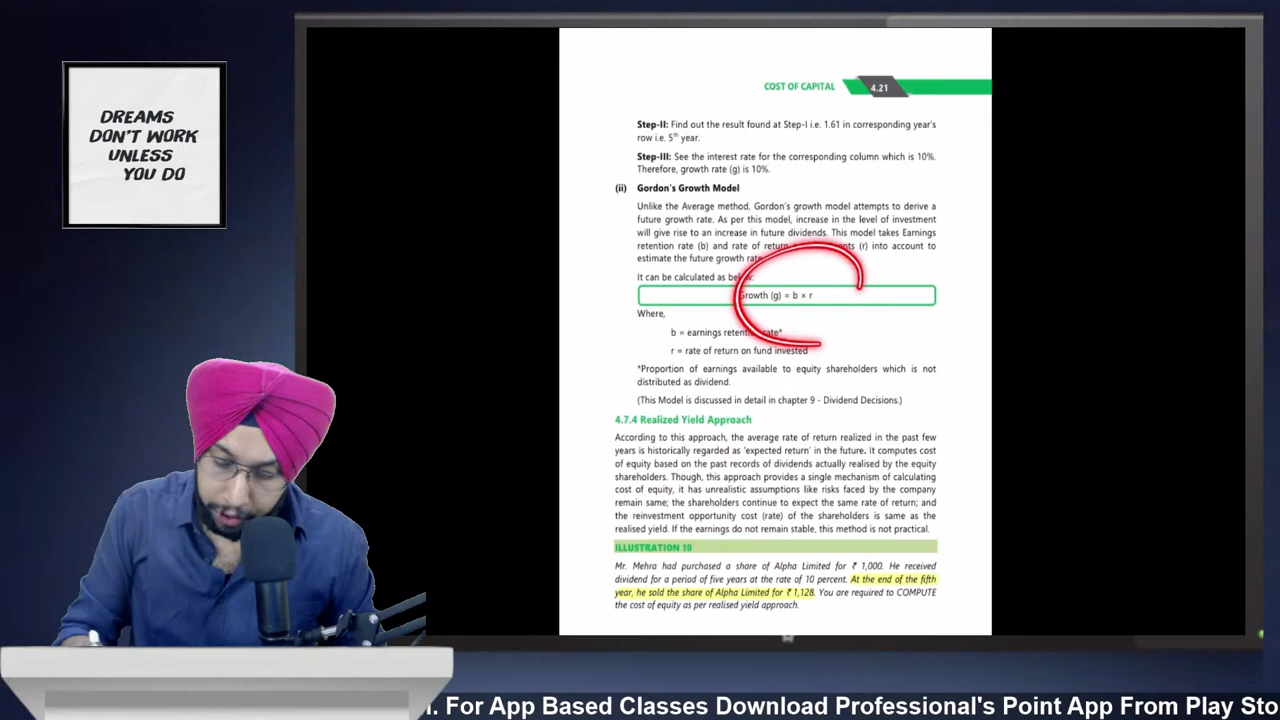 DREAMS
DON'T WORK
UNLESS
YOU DO
COST OF CAPITAL 4.21
Step-II: Find out the result found at Step-I i.e. 1.61 in corresponding year's
row i.e. 5th year.
Step-III: See the interest rate for the corresponding column which is 10%.
Therefore, growth rate (g) is 10%.
(ii) Gordon's Growth Model
Unlike the Average method, Gordon's growth model attempts to derive a
future growth rate. As per this model, increase in the level of investment
will give rise to an increase in future dividends. This model takes Earnings
retention rate (b) and rate of return (r) into account to
estimate the future growth rate
It can be calculated as below:
Growth (g) = b × r
Where,
b = earnings retention rate*
r = rate of return on fund invested
*Proportion of earnings available to equity shareholders which is not
distributed as dividend.
(This Model is discussed in detail in chapter 9 - Dividend Decisions.)
4.7.4 Realized Yield Approach
According to this approach, the average rate of return realized in the past few
years is historically regarded as 'expected return' in the future. It computes cost
of equity based on the past records of dividends actually realised by the equity
shareholders. Though, this approach provides a single mechanism of calculating
cost of equity, it has unrealistic assumptions like risks faced by the company
remain same; the shareholders continue to expect the same rate of return; and
the reinvestment opportunity cost (rate) of the shareholders is same as the
realised yield. If the earnings do not remain stable, this method is not practical.
ILLUSTRATION 10
Mr. Mehra had purchased a share of Alpha Limited for ₹ 1,000. He received
dividend for a period of five years at the rate of 10 percent. At the end of the fifth
year, he sold the share of Alpha Limited for ₹ 1,128. You are required to COMPUTE
the cost of equity as per realised yield approach.
. For App Based Classes Download Professional's Point App From Play Sto